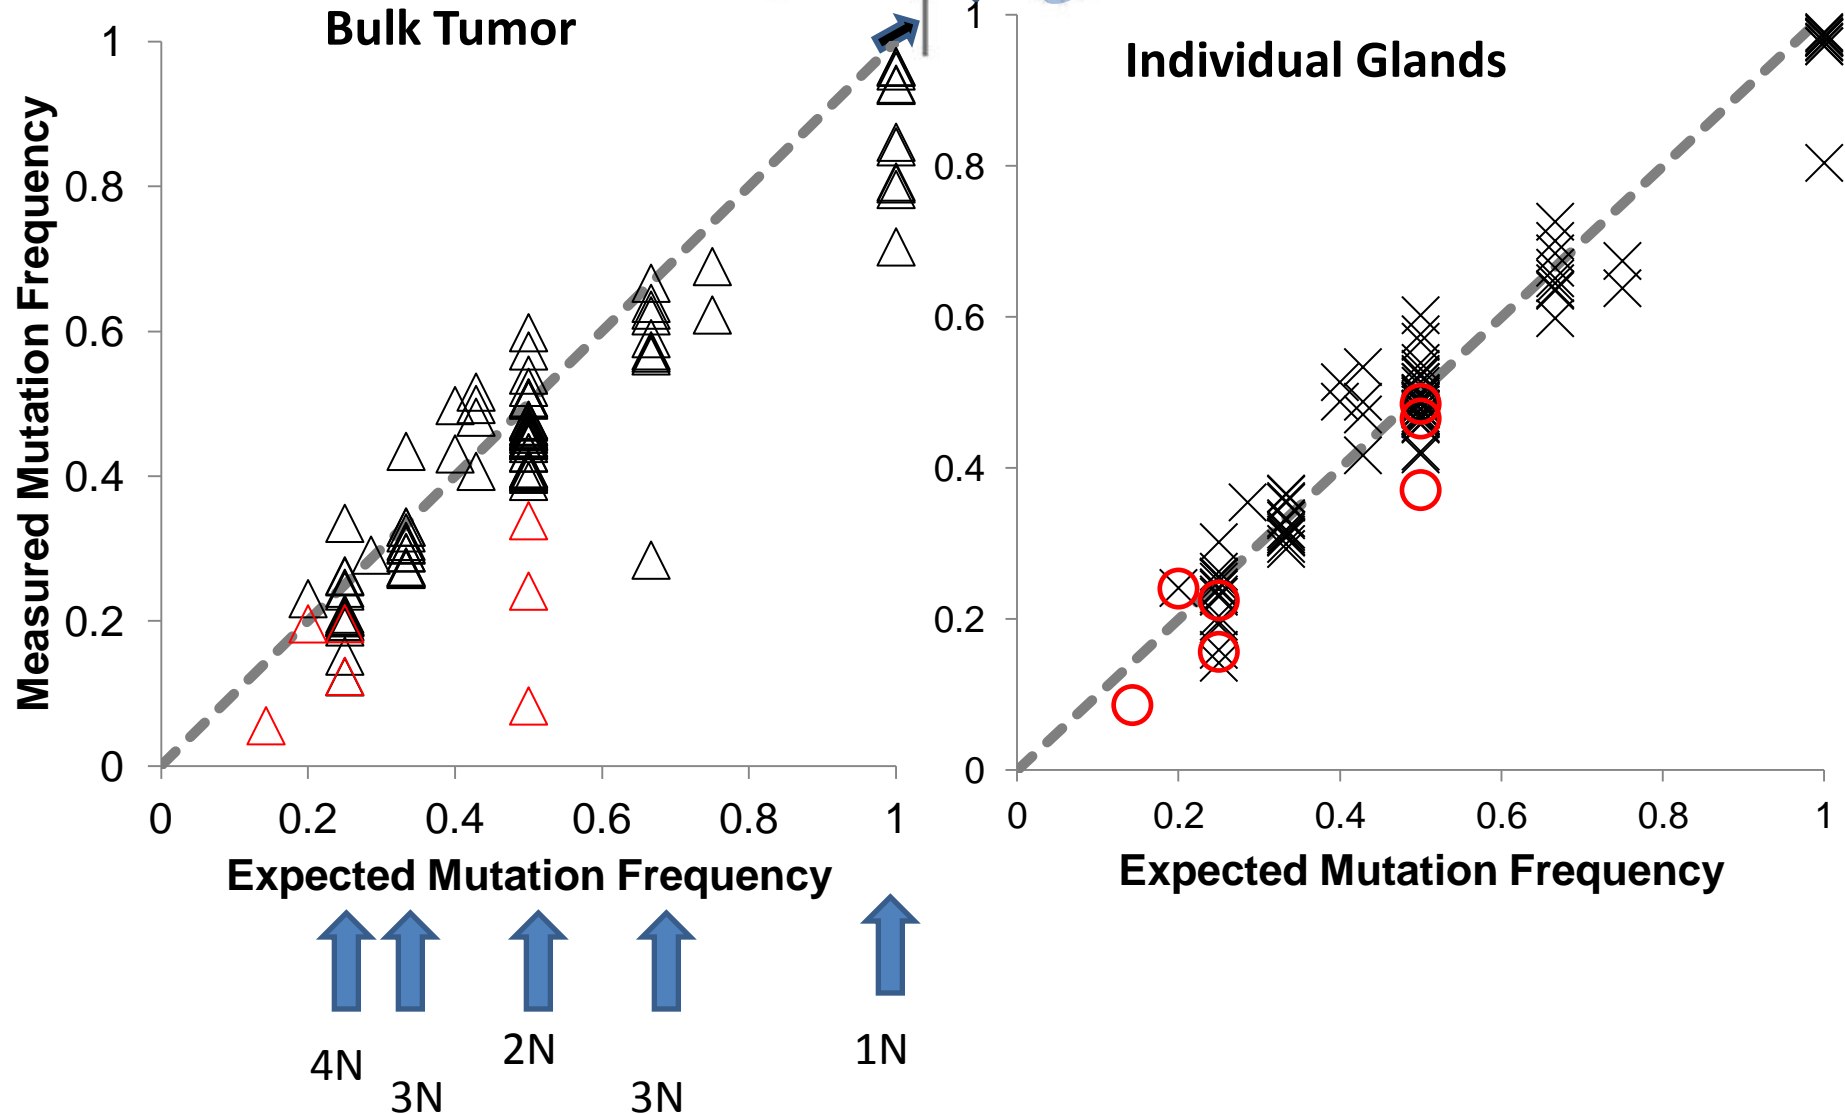 Bulk Tumor
Measured Mutation Frequency
1
0.8
0.6
0.4
0.2
0
0 0.2 0.4 0.6 0.8 1
Expected Mutation Frequency
4N 3N 2N 3N 1N
Individual Glands
1
0.8
0.6
0.4
0.2
0
0 0.2 0.4 0.6 0.8 1
Expected Mutation Frequency